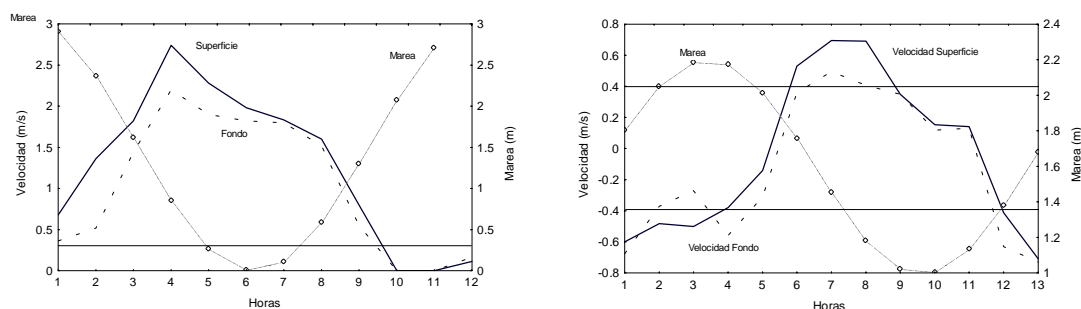 Marea
Velocidad (m/s)
3
2.5
2
1.5
1
0.5
0
Superficie
Marea
Fondo
3
2.5
2
1.5
1
0.5
0
Marea (m)
1 2 3 4 5 6 7 8 9 10 11 12
Horas
Velocidad (m/s)
0.8
0.6
0.4
0.2
0
-0.2
-0.4
-0.6
-0.8
Marea
Velocidad Superficie
Velocidad Fondo
2.4
2.2
2
1.8
1.6
1.4
1.2
1
Marea (m)
1 2 3 4 5 6 7 8 9 10 11 12 13
Horas